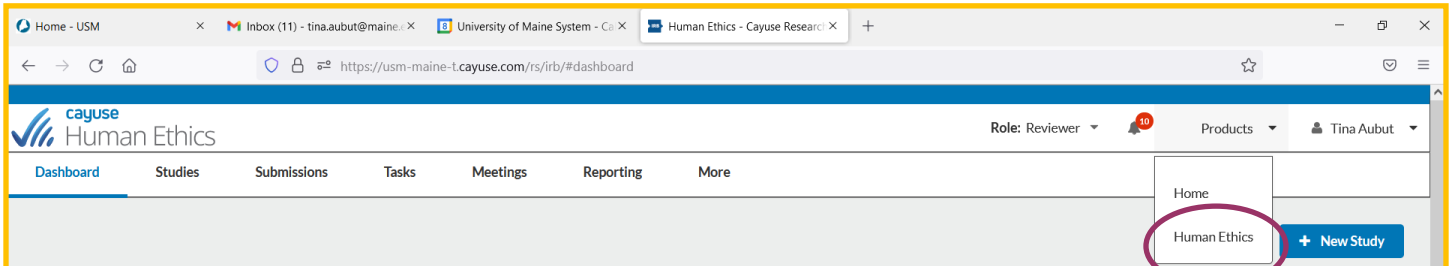 Home - USM Inbox (11) - tina.aubut@maine.e University of Maine System - Ca Human Ethics - Cayuse Research
https://usm-maine-t.cayuse.com/rs/irb/#dashboard
cayuse
Human Ethics
Role: Reviewer 10 Products Tina Aubut
Dashboard Studies Submissions Tasks Meetings Reporting More
Home
Human Ethics + New Study